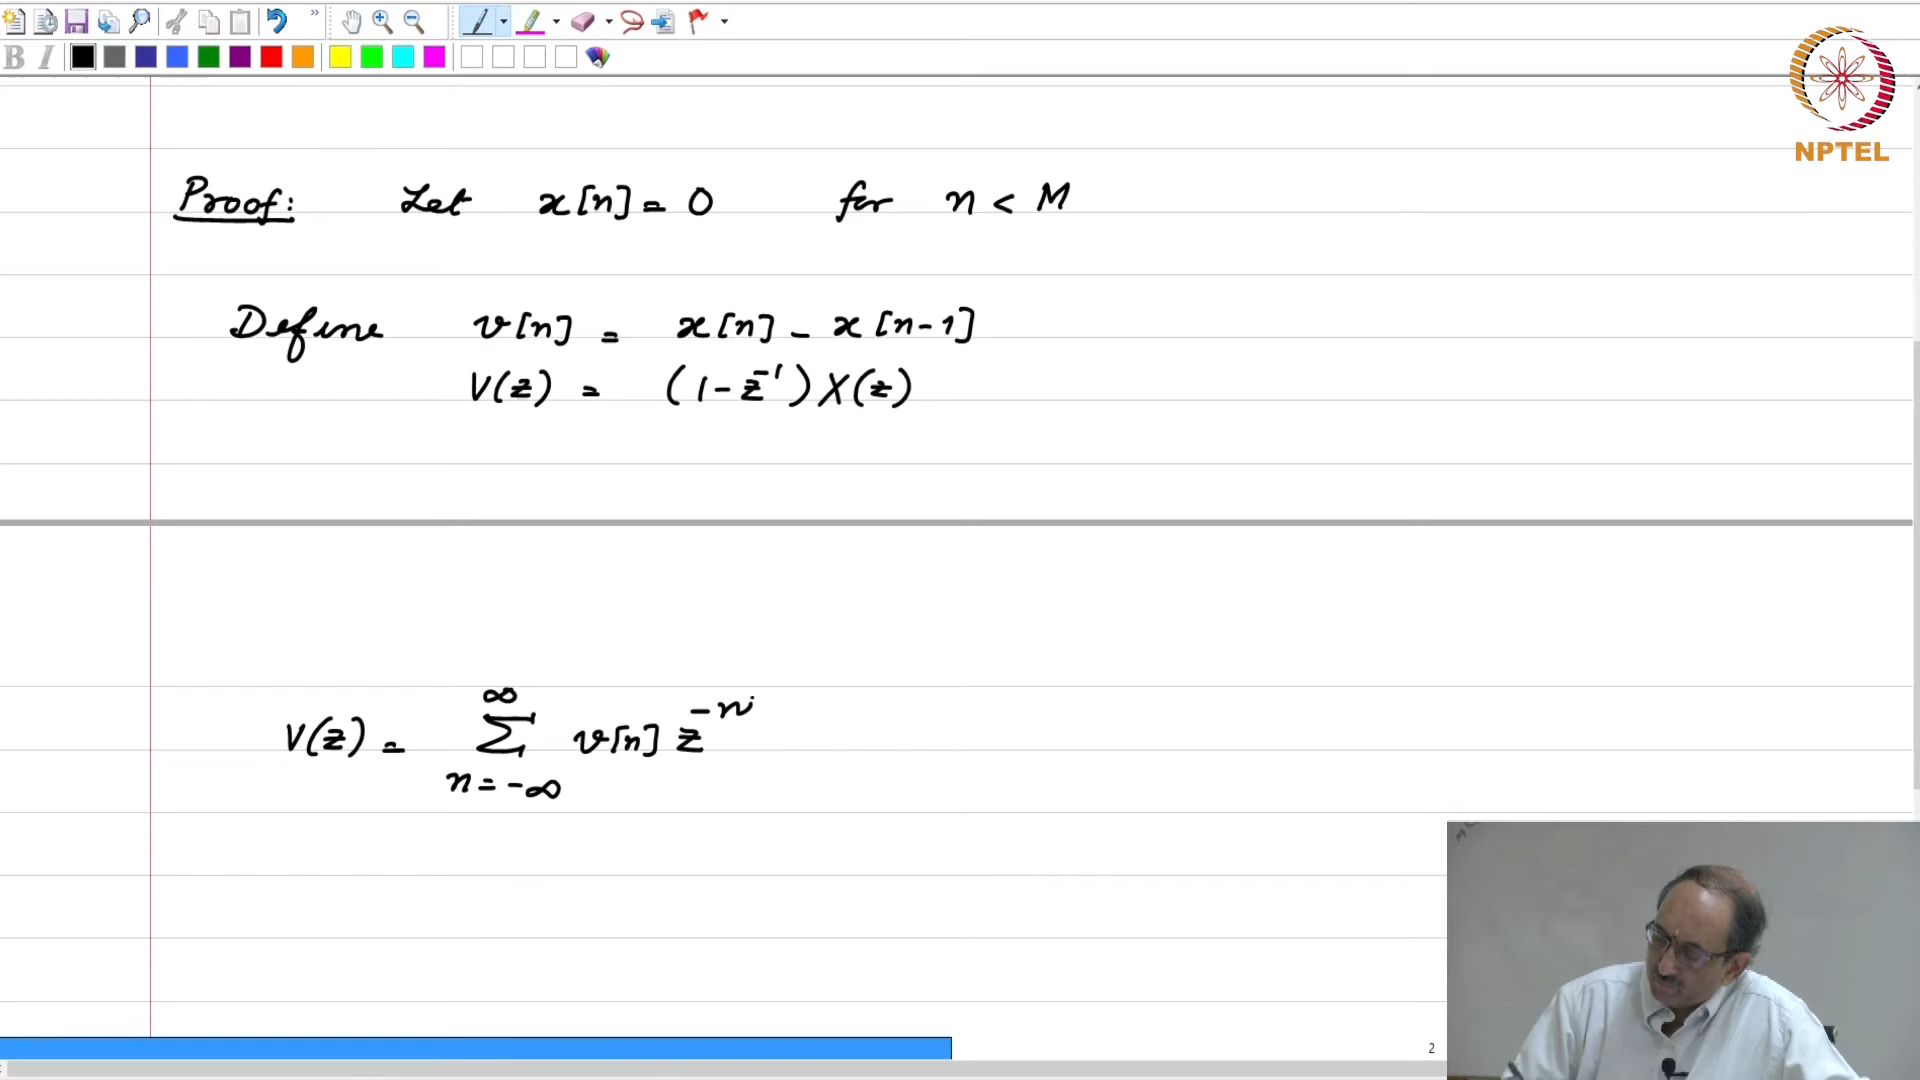 NPTEL
Proof: Let x[n] = 0 for n < M
Define v[n] = x[n] - x[n-1]
V(z) = (1 - z⁻¹) X(z)
V(z) = ∑ₙ₌₋∞^∞ v[n] z⁻ⁿ
2